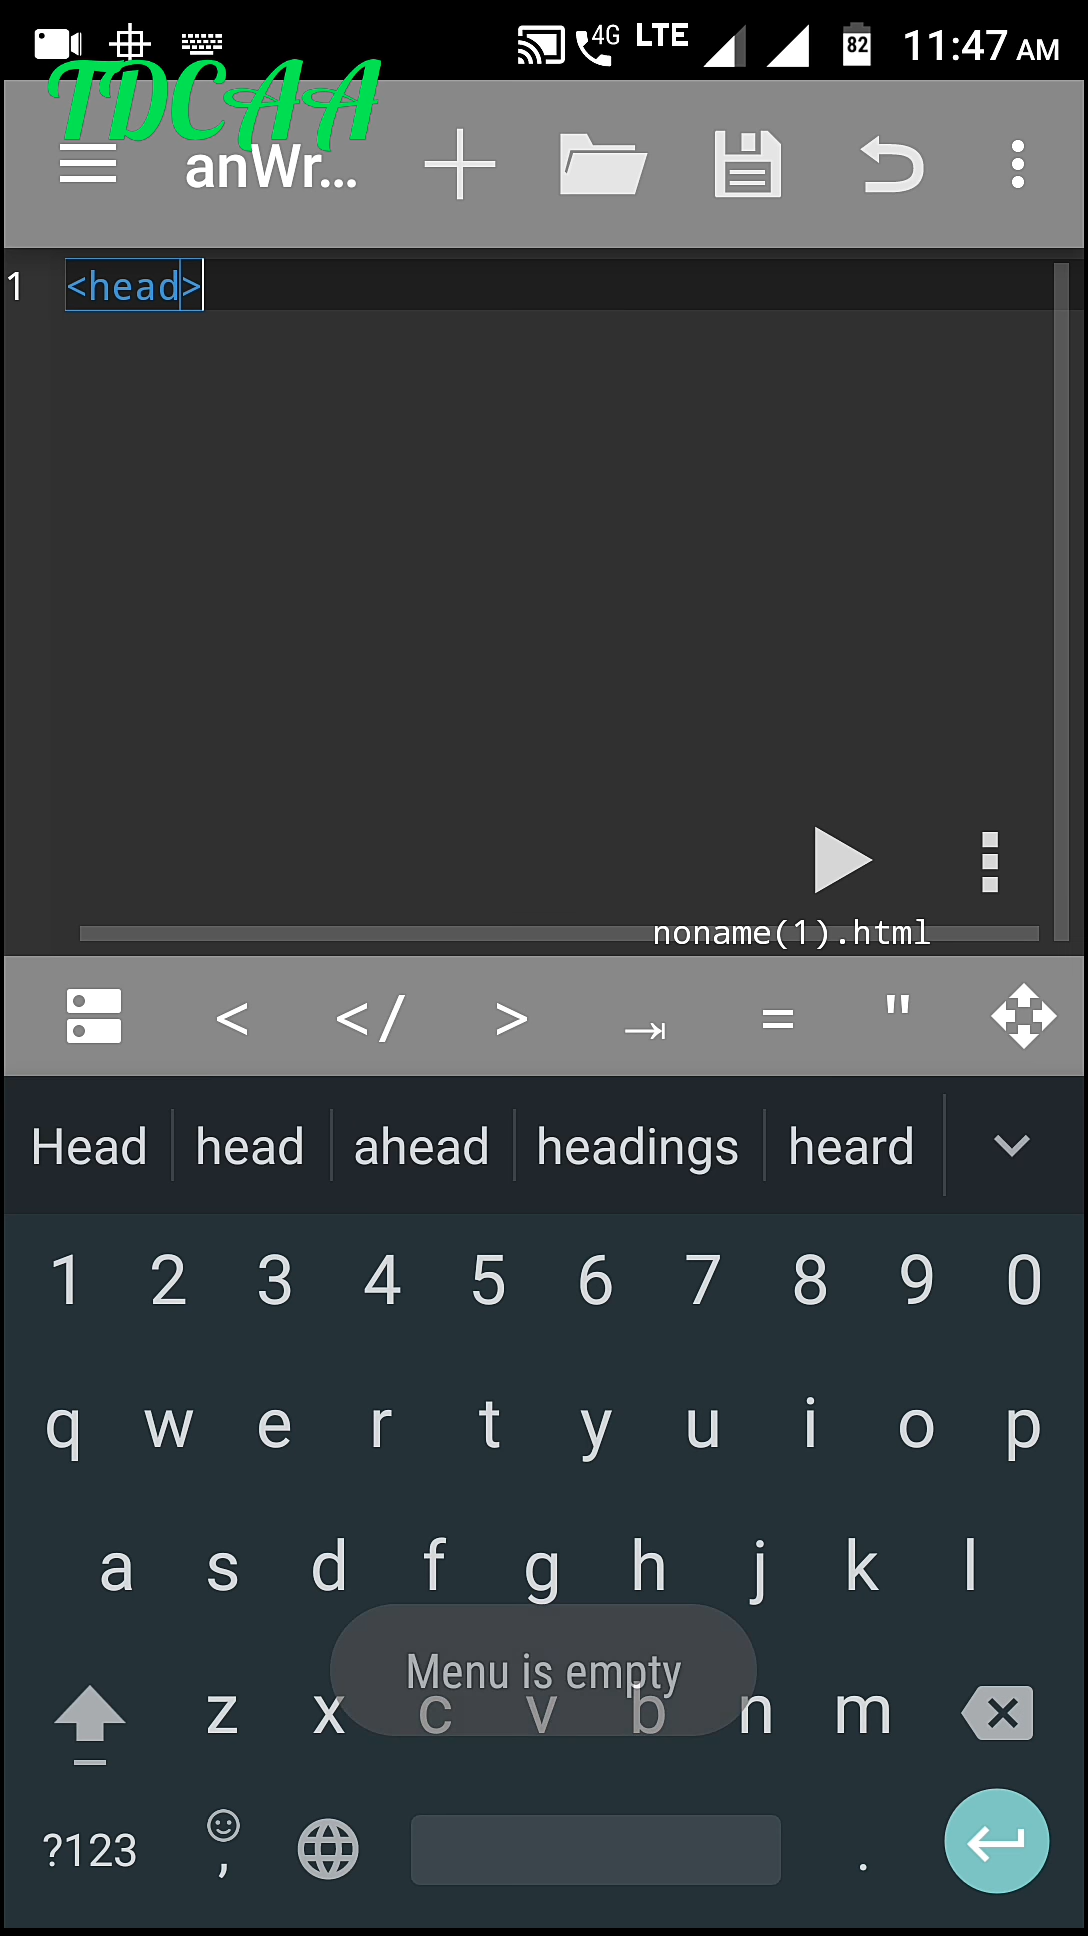 4G LTE 82 11:47 AM
TDCAA
anWr...
1 <head>
noname(1).html
< </ > ⇥ = "
Head head ahead headings heard
1 2 3 4 5 6 7 8 9 0
q w e r t y u i o p
a s d f g h j k l
Menu is empty
z x c v b n m
?123 , .